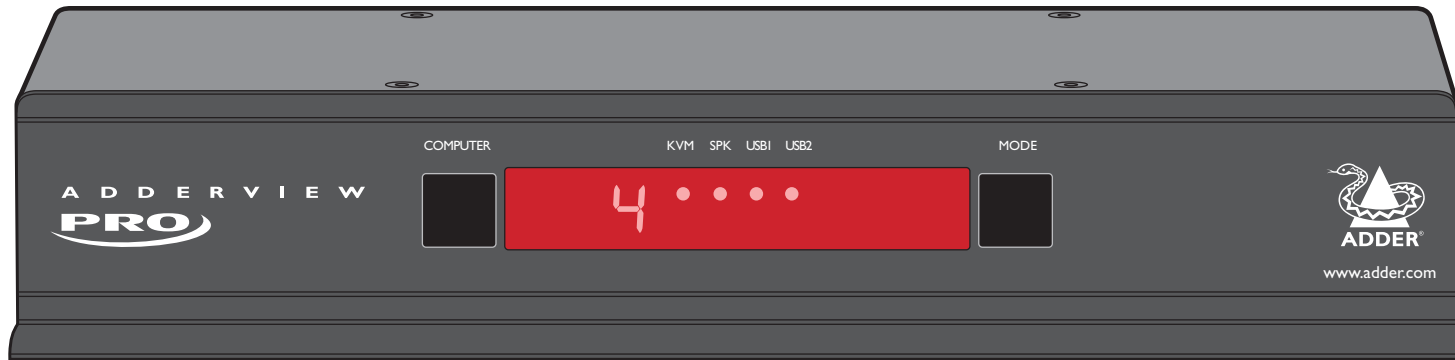 COMPUTER
KVM SPK USB1 USB2
MODE
ADDERVIEW
PRO
4
ADDER®
www.adder.com